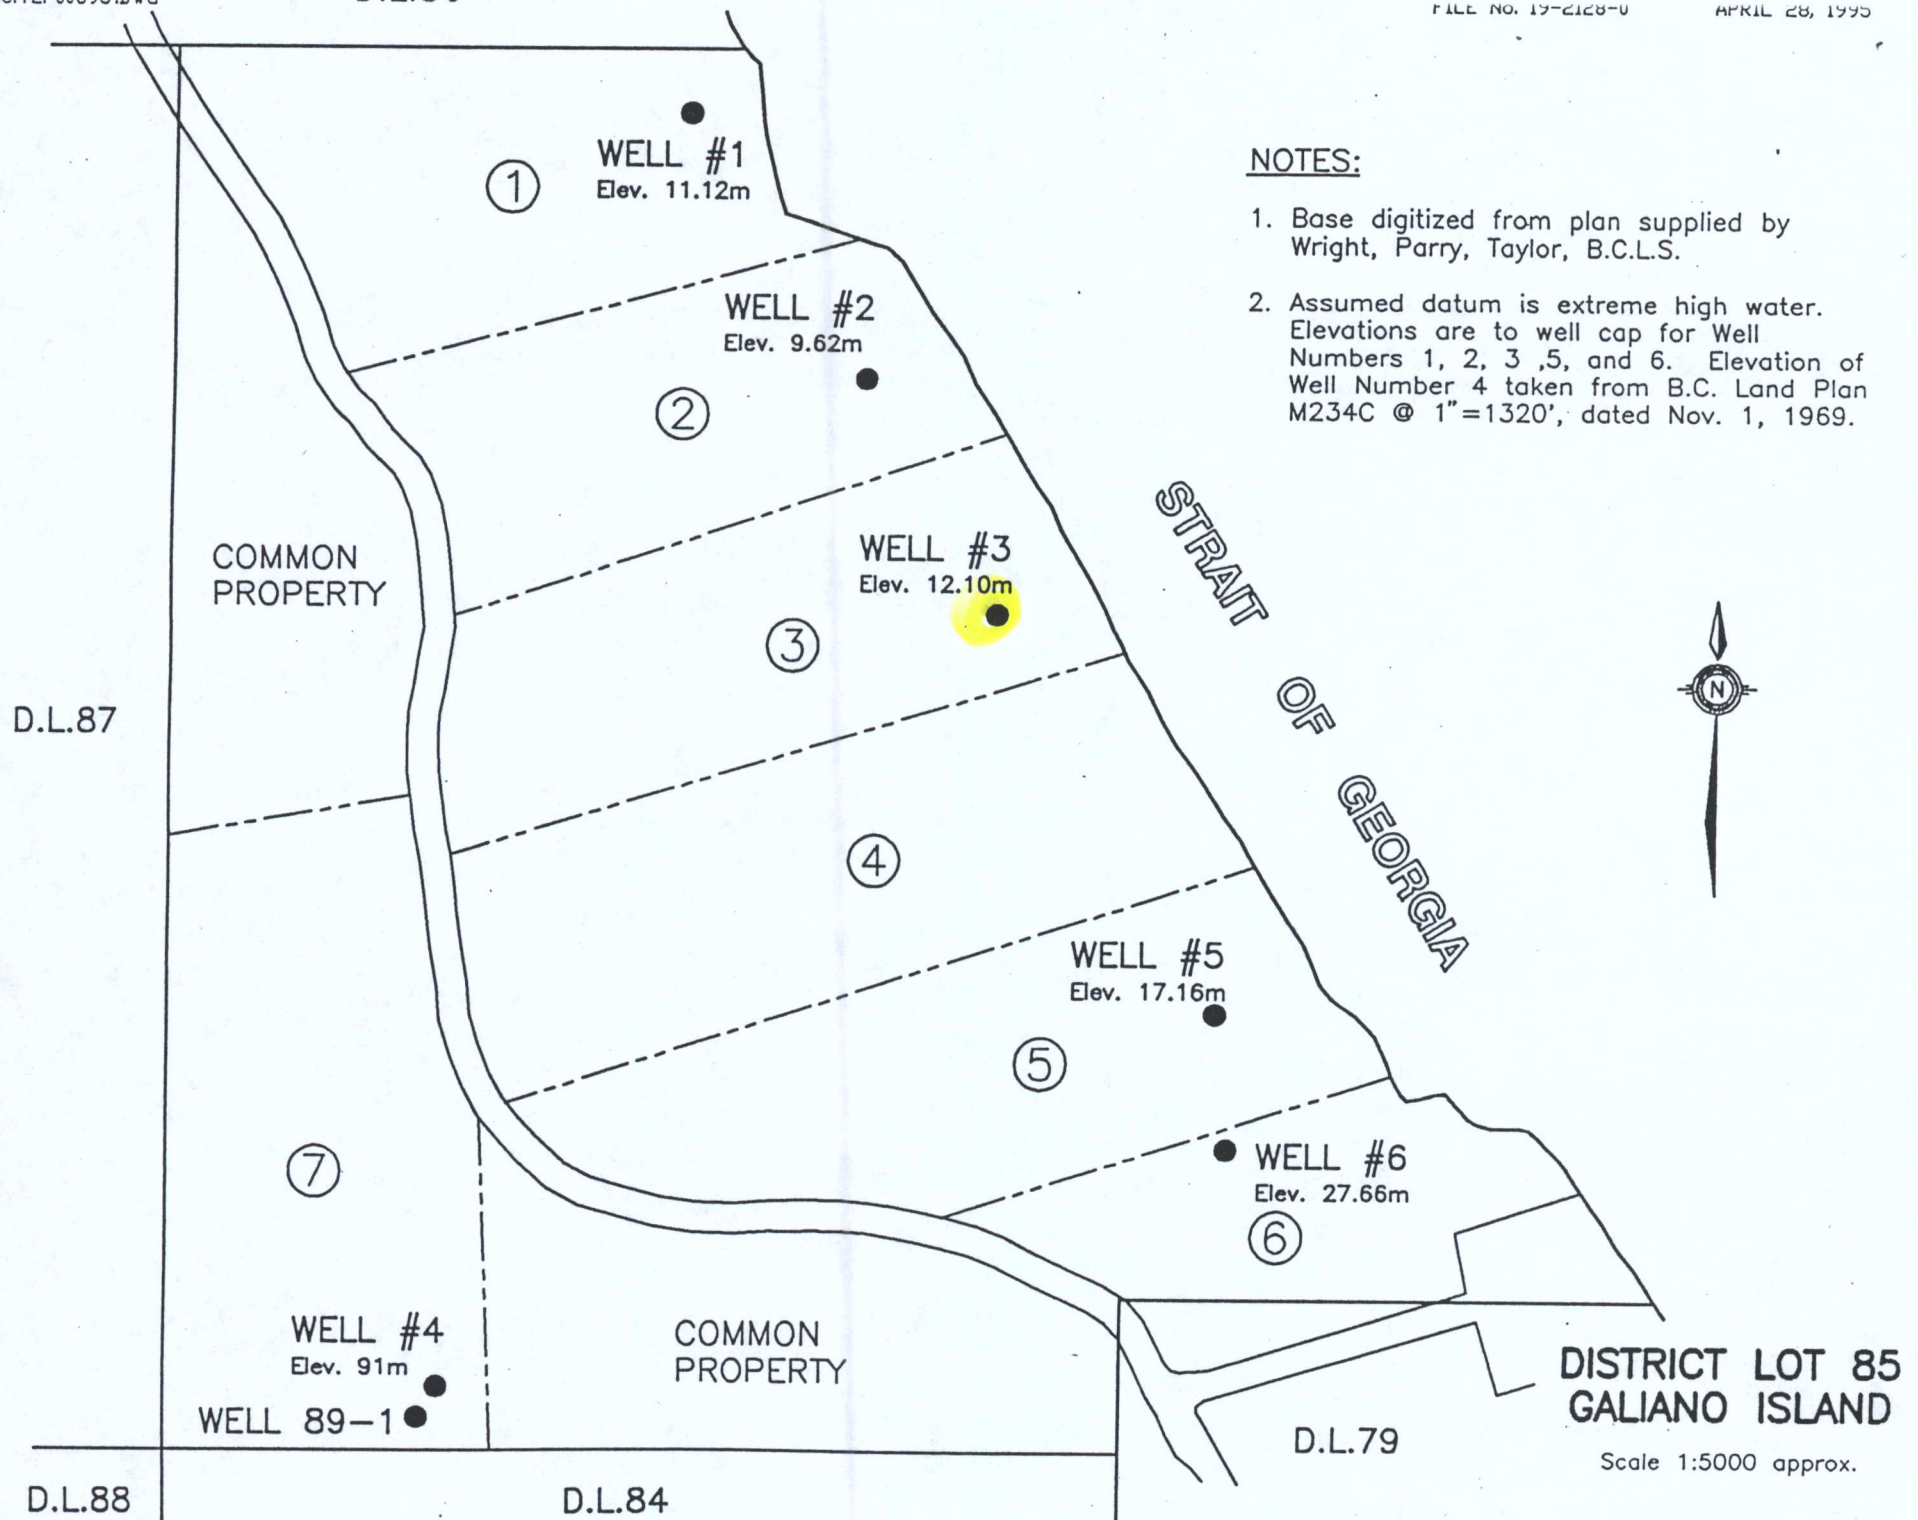 FILE No. 19-2128-0 APRIL 28, 1995
WELL #1
Elev. 11.12m
1
NOTES:
1. Base digitized from plan supplied by
Wright, Parry, Taylor, B.C.L.S.
2. Assumed datum is extreme high water.
Elevations are to well cap for Well
Numbers 1, 2, 3 ,5, and 6. Elevation of
Well Number 4 taken from B.C. Land Plan
M234C @ 1"=1320', dated Nov. 1, 1969.
WELL #2
Elev. 9.62m
2
COMMON
PROPERTY
WELL #3
Elev. 12.10m
3
STRAIT OF GEORGIA
N
D.L.87
4
WELL #5
Elev. 17.16m
5
7
WELL #6
Elev. 27.66m
6
WELL #4
Elev. 91m
WELL 89-1
COMMON
PROPERTY
DISTRICT LOT 85
GALIANO ISLAND
Scale 1:5000 approx.
D.L.79
D.L.88
D.L.84